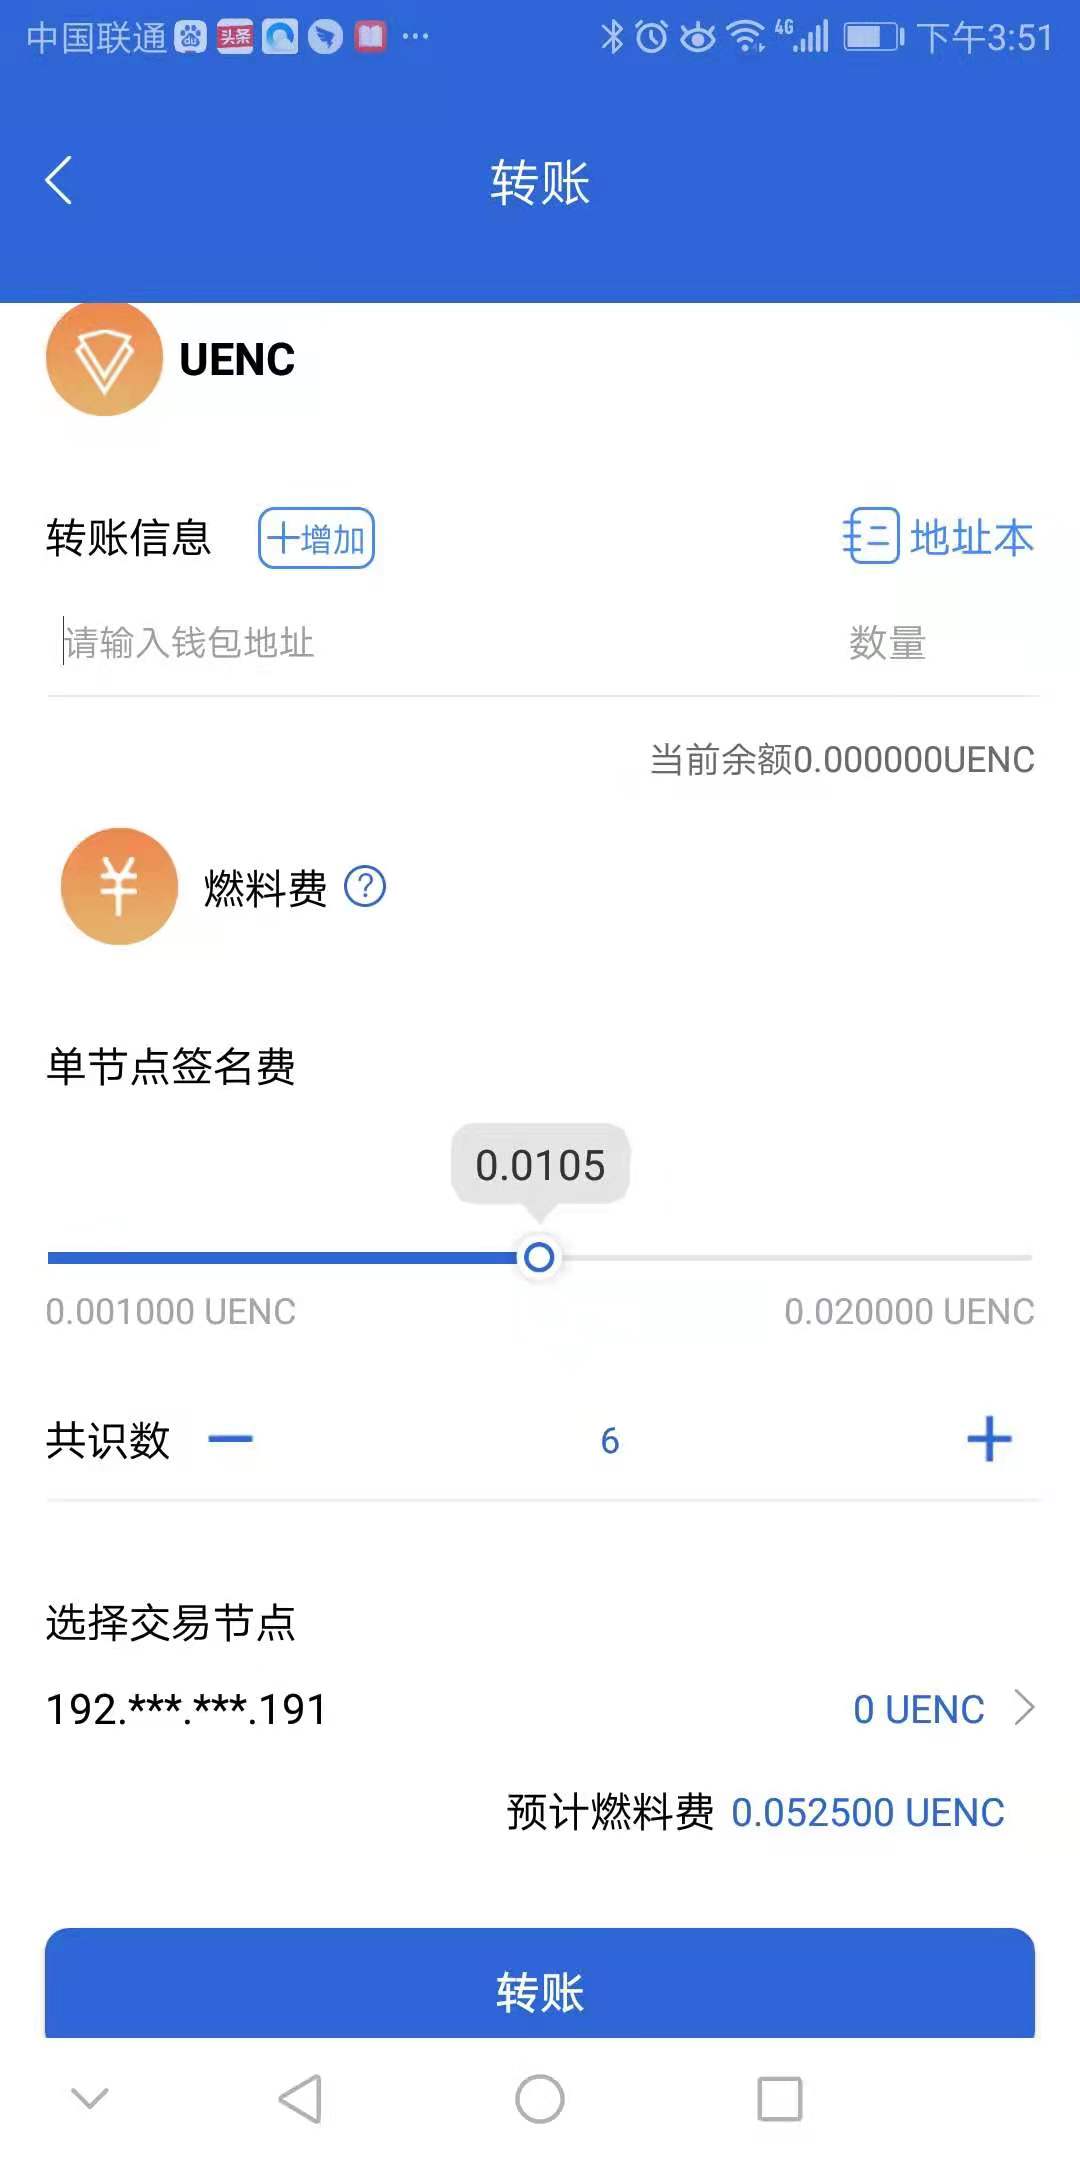 中国联通 du 头条 ··· 4G 下午3:51
转账
UENC
转账信息 +增加 地址本
请输入钱包地址 数量
当前余额0.000000UENC
¥ 燃料费 ?
单节点签名费
0.0105
0.001000 UENC 0.020000 UENC
共识数 — 6 +
选择交易节点
192.***.***.191 0 UENC
预计燃料费 0.052500 UENC
转账